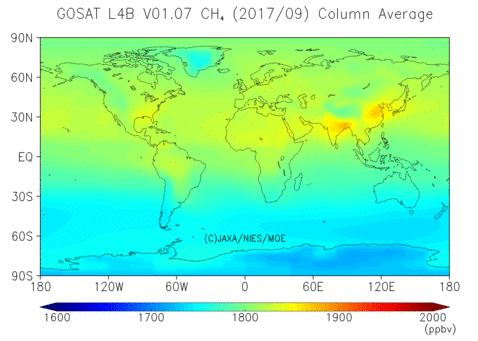 GOSAT L4B V01.07 CH₄ (2017/09) Column Average
90N
60N
30N
EQ
30S
60S
90S
(C)JAXA/NIES/MOE
180 120W 60W 0 60E 120E 180
1600 1700 1800 1900 2000
(ppbv)